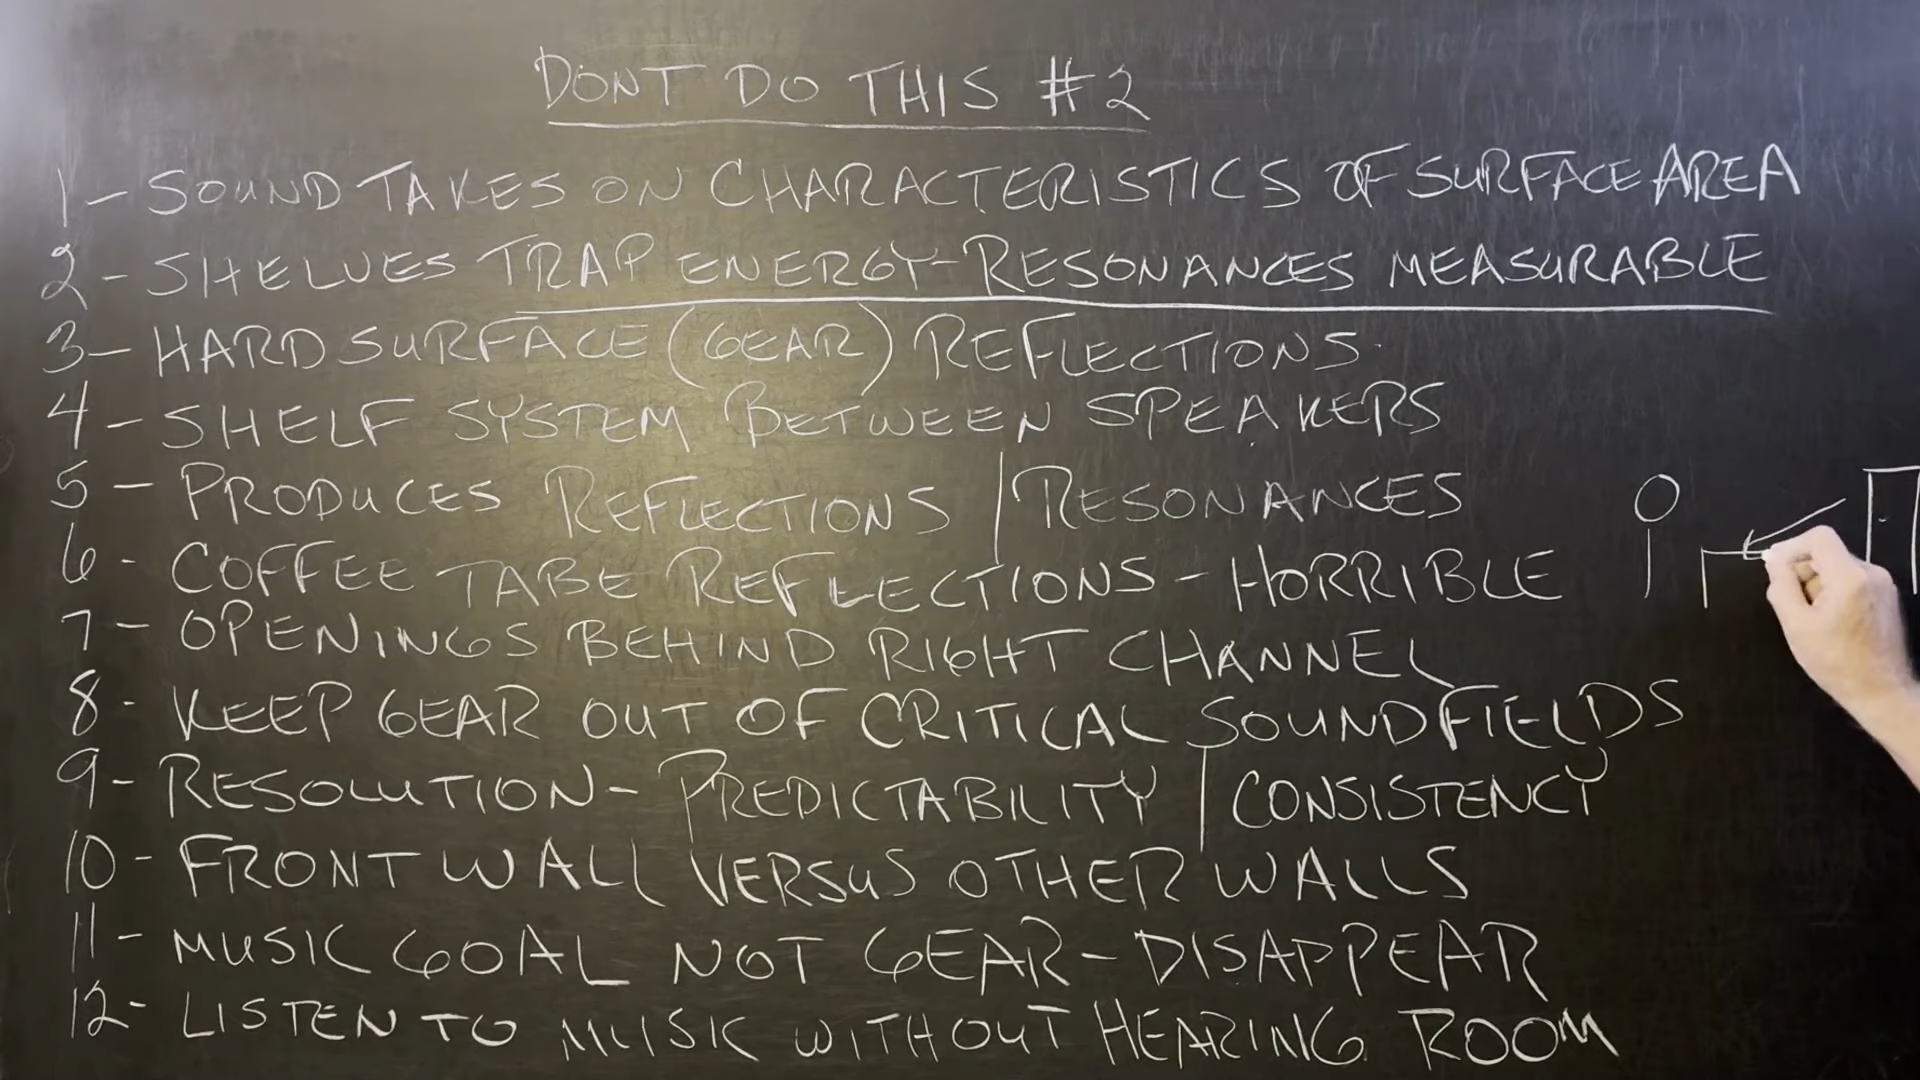 DONT DO THIS #2
1- SOUND TAKES ON CHARACTERISTICS OF SURFACE AREA
2- SHELVES TRAP ENERGY-RESONANCES MEASURABLE
3- HARD SURFACE (GEAR) REFLECTIONS
4- SHELF SYSTEM BETWEEN SPEAKERS
5- PRODUCES REFLECTIONS / RESONANCES
6- COFFEE TABE REFLECTIONS - HORRIBLE
7- OPENINGS BEHIND RIGHT CHANNEL
8- KEEP GEAR OUT OF CRITICAL SOUND FIELDS
9- RESOLUTION- PREDICTABILITY / CONSISTENCY
10- FRONT WALL VERSUS OTHER WALLS
11- MUSIC GOAL NOT GEAR- DISAPPEAR
12- LISTEN TO MUSIC WITHOUT HEARING ROOM